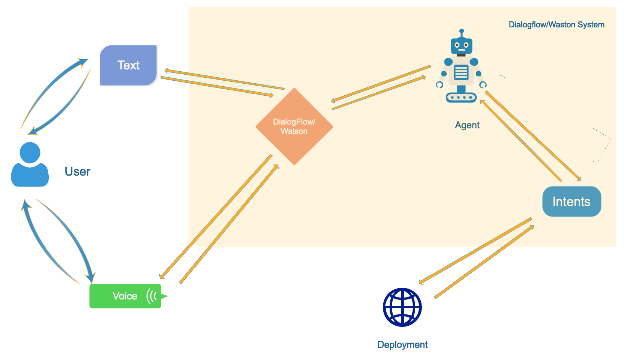 Dialogflow/Waston System
Text
DialogFlow/
Watson
Agent
User
Intents
Voice
Deployment